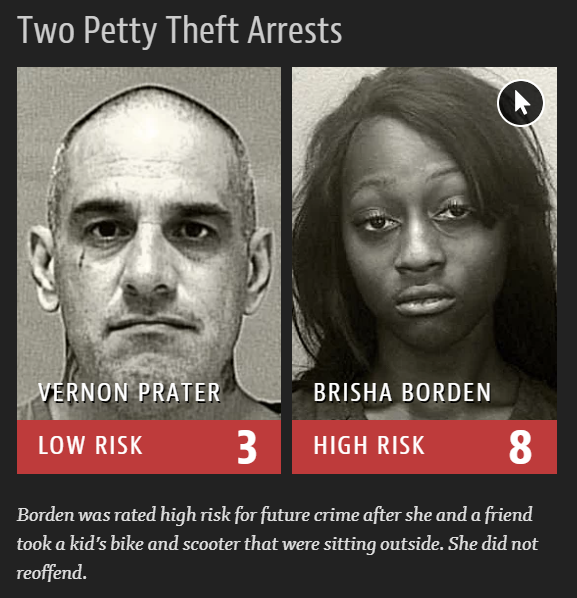 Two Petty Theft Arrests
VERNON PRATER
BRISHA BORDEN
LOW RISK
3
HIGH RISK
8
Borden was rated high risk for future crime after she and a friend
took a kid's bike and scooter that were sitting outside. She did not
reoffend.